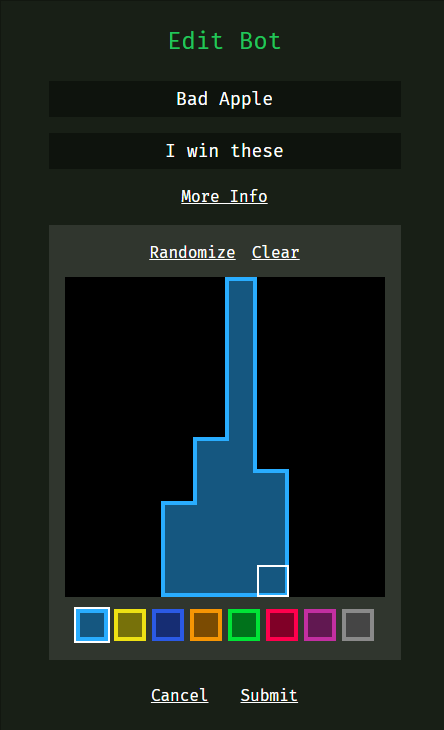 Edit Bot
Bad Apple
I win these
More Info
Randomize Clear
Cancel Submit